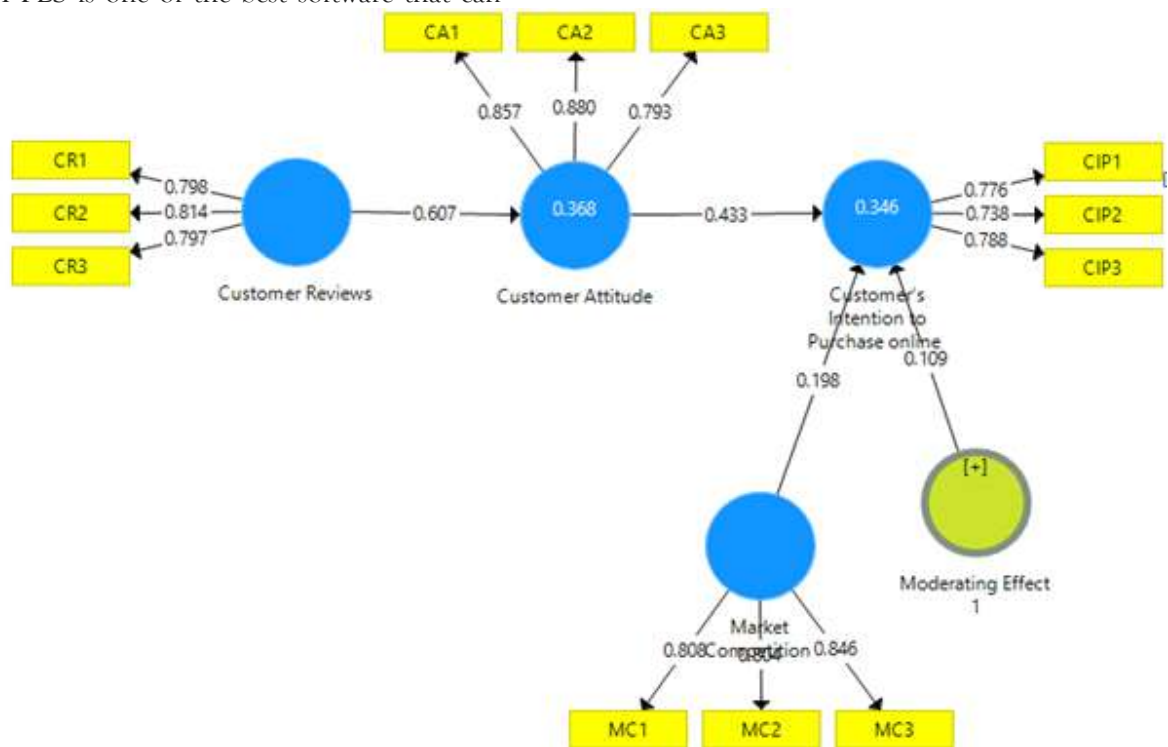 CA1 CA2 CA3
0.857 0.880 0.793
CR1
CR2
CR3
0.798
0.814
0.797
0.607
0.368
0.433
0.346
0.776
0.738
0.788
CIP1
CIP2
CIP3
Customer Reviews
Customer Attitude
Customer's
Intention to
Purchase online
0.198
0.109
[+]
Moderating Effect
1
Market
Competition
0.808
0.804
0.846
MC1 MC2 MC3